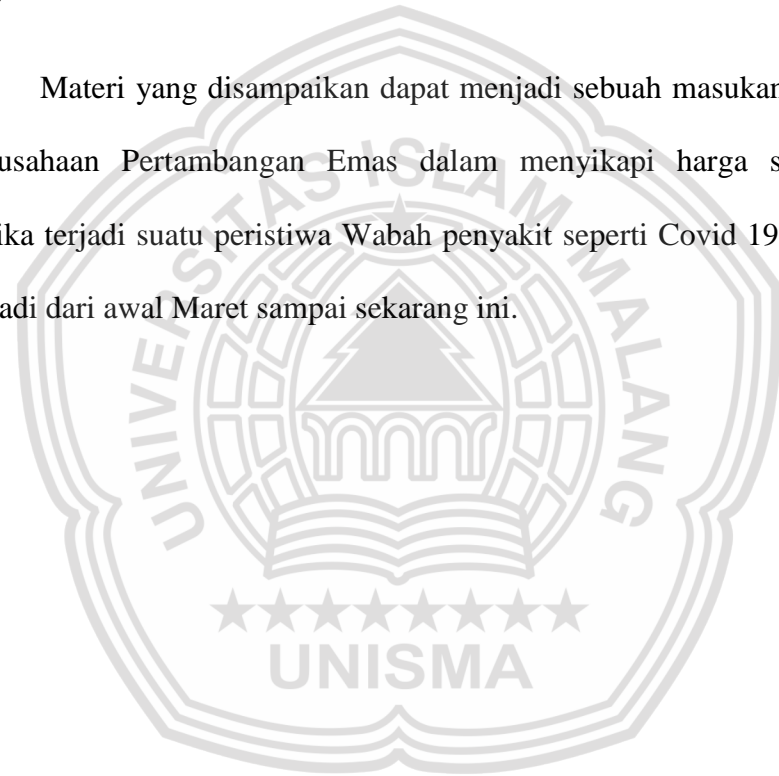 Materi yang disampaikan dapat menjadi sebuah masukan
usahaan Pertambangan Emas dalam menyikapi harga s
ika terjadi suatu peristiwa Wabah penyakit seperti Covid 19
adi dari awal Maret sampai sekarang ini.
UNIVERSITAS ISLAM MALANG
UNISMA